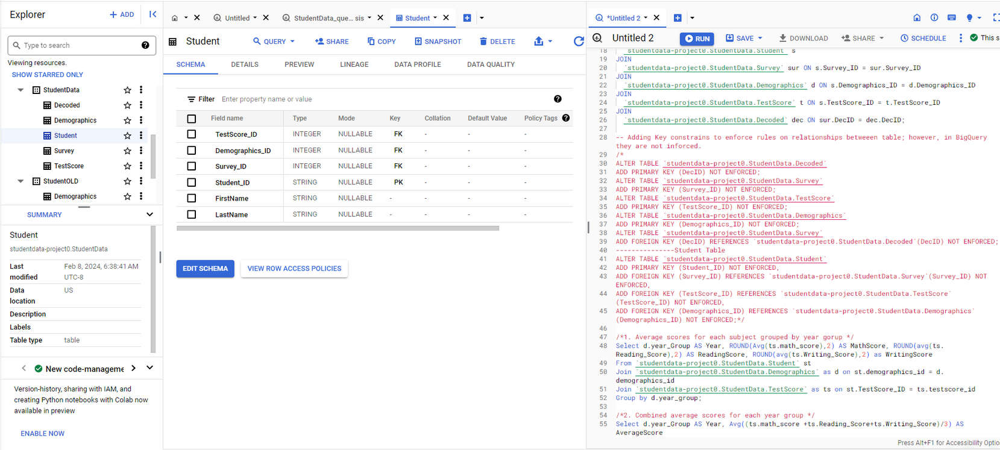 Explorer
+ ADD
Type to search
Viewing resources.
SHOW STARRED ONLY
StudentData
Decoded
Demographics
Student
Survey
TestScore
StudentOLD
Demographics
SUMMARY
Student
studentdata-project0.StudentData
Last modified Feb 8, 2024, 6:38:41 AM UTC-8
Data location US
Description
Labels
Table type table
New code-manageme
Version-history, sharing with IAM, and
creating Python notebooks with Colab now
available in preview
ENABLE NOW
Untitled
StudentData_que... sis
Student
Student
QUERY
SHARE
COPY
SNAPSHOT
DELETE
SCHEMA DETAILS PREVIEW LINEAGE DATA PROFILE DATA QUALITY
Filter Enter property name or value
Field name Type Mode Key Collation Default Value Policy Tags
TestScore_ID INTEGER NULLABLE FK - - -
Demographics_ID INTEGER NULLABLE FK - - -
Survey_ID INTEGER NULLABLE FK - - -
Student_ID STRING NULLABLE PK - - -
FirstName STRING NULLABLE - - - -
LastName STRING NULLABLE - - - -
EDIT SCHEMA
VIEW ROW ACCESS POLICIES
*Untitled 2
Untitled 2
RUN
SAVE
DOWNLOAD
SHARE
SCHEDULE
This s
18 `studentdata-project0.StudentData.Student` s
19 JOIN
20 `studentdata-project0.StudentData.Survey` sur ON s.Survey_ID = sur.Survey_ID
21 JOIN
22 `studentdata-project0.StudentData.Demographics` d ON s.Demographics_ID = d.Demographics_ID
23 JOIN
24 `studentdata-project0.StudentData.TestScore` t ON s.TestScore_ID = t.TestScore_ID
25 JOIN
26 `studentdata-project0.StudentData.Decoded` dec ON sur.DecID = dec.DecID;
27
28 -- Adding Key constrains to enforce rules on relationships betweeen table; however, in BigQuery
they are not inforced.
29 /*
30 ALTER TABLE `studentdata-project0.StudentData.Decoded`
31 ADD PRIMARY KEY (DecID) NOT ENFORCED;
32 ALTER TABLE `studentdata-project0.StudentData.Survey`
33 ADD PRIMARY KEY (Survey_ID) NOT ENFORCED;
34 ALTER TABLE `studentdata-project0.StudentData.TestScore`
35 ADD PRIMARY KEY (TestScore_ID) NOT ENFORCED;
36 ALTER TABLE `studentdata-project0.StudentData.Demographics`
37 ADD PRIMARY KEY (Demographics_ID) NOT ENFORCED;
38 ALTER TABLE `studentdata-project0.StudentData.Survey`
39 ADD FOREIGN KEY (DecID) REFERENCES `studentdata-project0.StudentData.Decoded`(DecID) NOT ENFORCED;
40 ---------------Student Table
41 ALTER TABLE `studentdata-project0.StudentData.Student`
42 ADD PRIMARY KEY (Student_ID) NOT ENFORCED,
43 ADD FOREIGN KEY (Survey_ID) REFERENCES `studentdata-project0.StudentData.Survey`(Survey_ID) NOT
ENFORCED,
44 ADD FOREIGN KEY (TestScore_ID) REFERENCES `studentdata-project0.StudentData.TestScore`
(TestScore_ID) NOT ENFORCED,
45 ADD FOREIGN KEY (Demographics_ID) REFERENCES `studentdata-project0.StudentData.Demographics`
(Demographics_ID) NOT ENFORCED;*/
46
47 /*1. Average scores for each subject grouped by year gorup */
48 Select d.year_Group AS Year, ROUND(Avg(ts.math_score),2) AS MathScore, ROUND(avg(ts.
Reading_Score),2) AS ReadingScore, ROUND(avg(ts.Writing_Score),2) as WritingScore
49 From `studentdata-project0.StudentData.Student` st
50 Join `studentdata-project0.StudentData.Demographics` as d on st.demographics_id = d.
demographics_id
51 Join `studentdata-project0.StudentData.TestScore` as ts on st.TestScore_ID = ts.testscore_id
52 Group by d.year_group;
53
54 /*2. Combined average scores for each year group */
55 Select d.year_Group AS Year, Avg((ts.math_score +ts.Reading_Score+ts.Writing_Score)/3) AS
AverageScore
Press Alt+F1 for Accessibility Optio